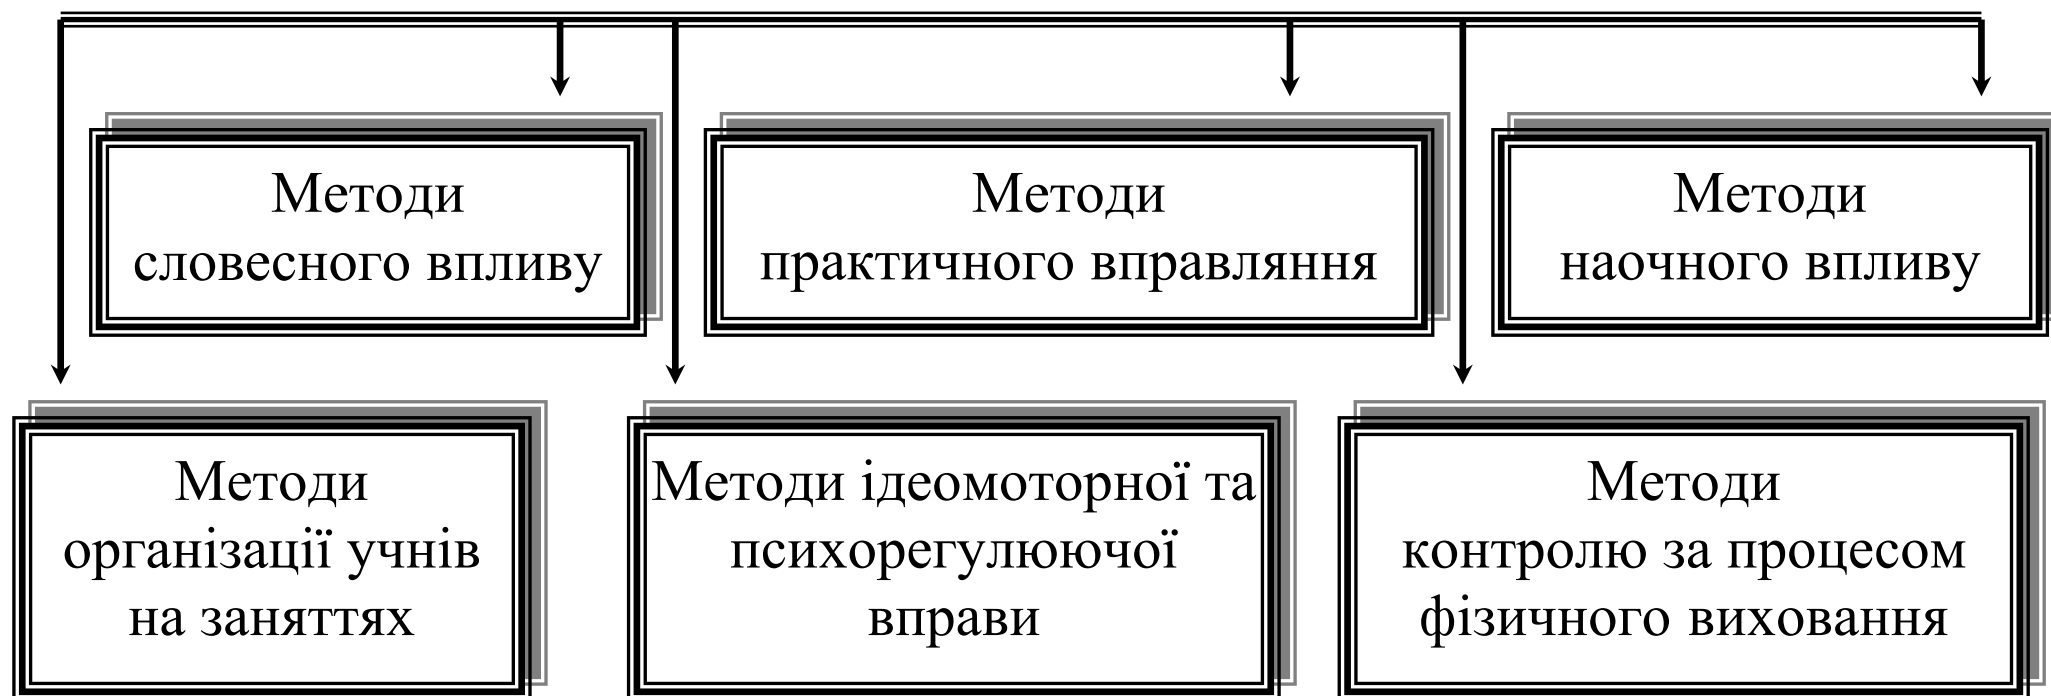 Методи
словесного впливу
Методи
практичного вправляння
Методи
наочного впливу
Методи
організації учнів
на заняттях
Методи ідеомоторної та
психорегулюючої
вправи
Методи
контролю за процесом
фізичного виховання